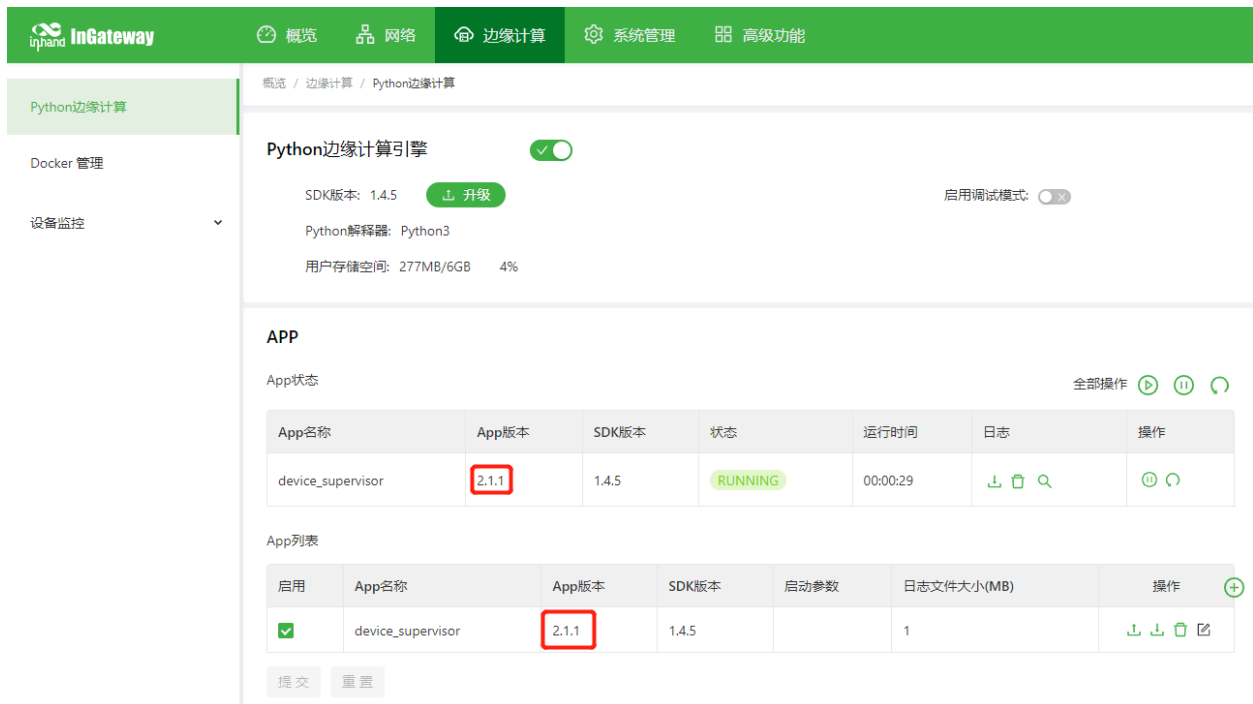 inhand InGateway 概览 网络 边缘计算 系统管理 高级功能
概览 / 边缘计算 / Python边缘计算
Python边缘计算
Docker 管理
设备监控
Python边缘计算引擎
SDK版本: 1.4.5 升级 启用调试模式:
Python解释器: Python3
用户存储空间: 277MB/6GB 4%
APP
App状态 全部操作
App名称 App版本 SDK版本 状态 运行时间 日志 操作
device_supervisor 2.1.1 1.4.5 RUNNING 00:00:29
App列表
启用 App名称 App版本 SDK版本 启动参数 日志文件大小(MB) 操作
device_supervisor 2.1.1 1.4.5 1
提交 重置